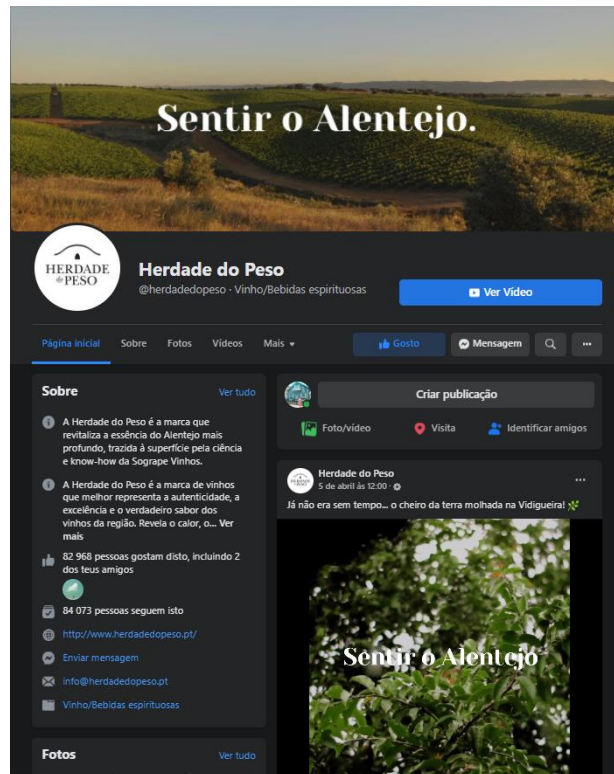 Sentir o Alentejo.
HERDADE
do PESO
Herdade do Peso
@herdadedopeso · Vinho/Bebidas espirituosas
Ver Vídeo
Página inicial
Sobre
Fotos
Vídeos
Mais
Gosto
Mensagem
Sobre
Ver tudo
A Herdade do Peso é a marca que
revitaliza a essência do Alentejo mais
profundo, trazida à superfície pela ciência
e know-how da Sogrape Vinhos.
A Herdade do Peso é a marca de vinhos
que melhor representa a autenticidade, a
excelência e o verdadeiro sabor dos
vinhos da região. Revela o calor, o... Ver
mais
82 968 pessoas gostam disto, incluindo 2
dos teus amigos
84 073 pessoas seguem isto
http://www.herdadedopeso.pt/
Enviar mensagem
info@herdadedopeso.pt
Vinho/Bebidas espirituosas
Fotos
Ver tudo
Criar publicação
Foto/vídeo
Visita
Identificar amigos
Herdade do Peso
5 de abril às 12:00
Já não era sem tempo... o cheiro da terra molhada na Vidigueira!
Sentir o Alentejo